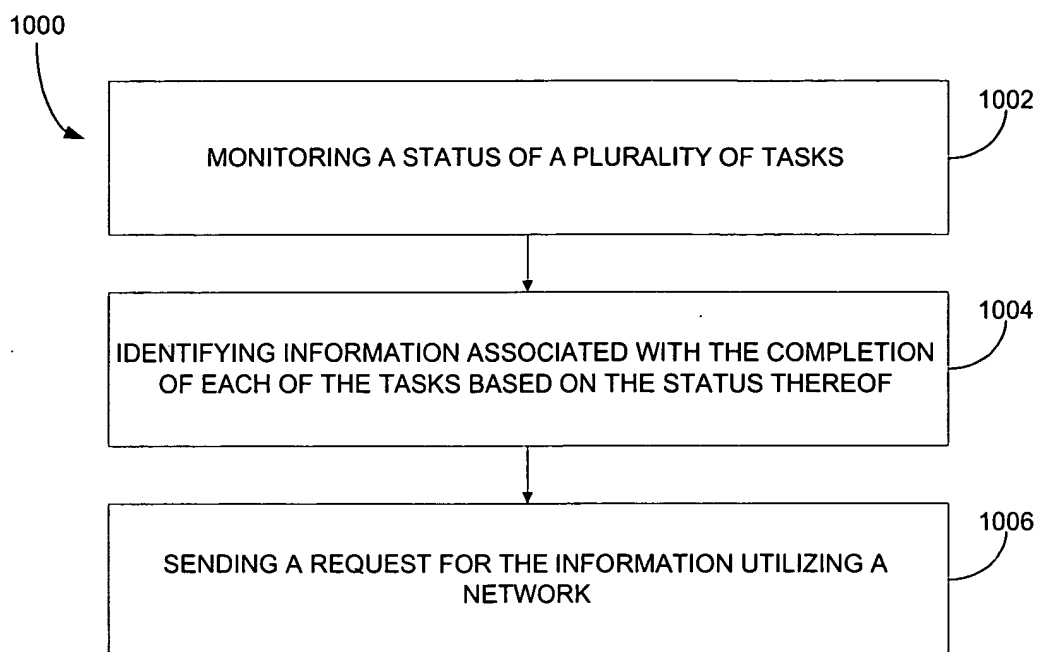 1000
1002
MONITORING A STATUS OF A PLURALITY OF TASKS
1004
IDENTIFYING INFORMATION ASSOCIATED WITH THE COMPLETION
OF EACH OF THE TASKS BASED ON THE STATUS THEREOF
1006
SENDING A REQUEST FOR THE INFORMATION UTILIZING A
NETWORK